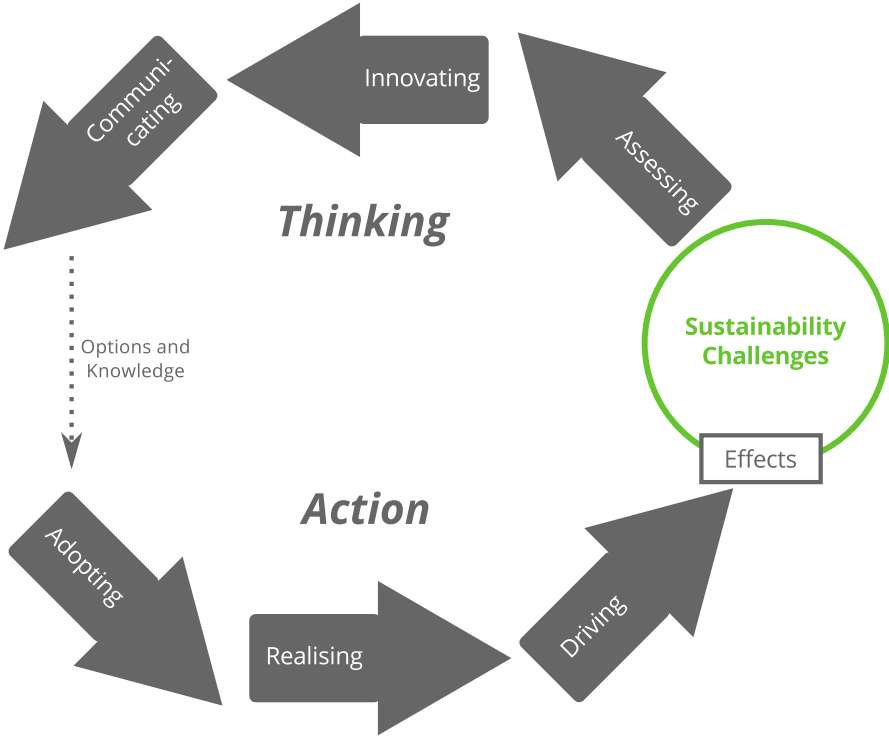 Communi-
cating
Innovating
Assessing
Thinking
Sustainability
Challenges
Options and
Knowledge
Effects
Action
Adopting
Realising
Driving